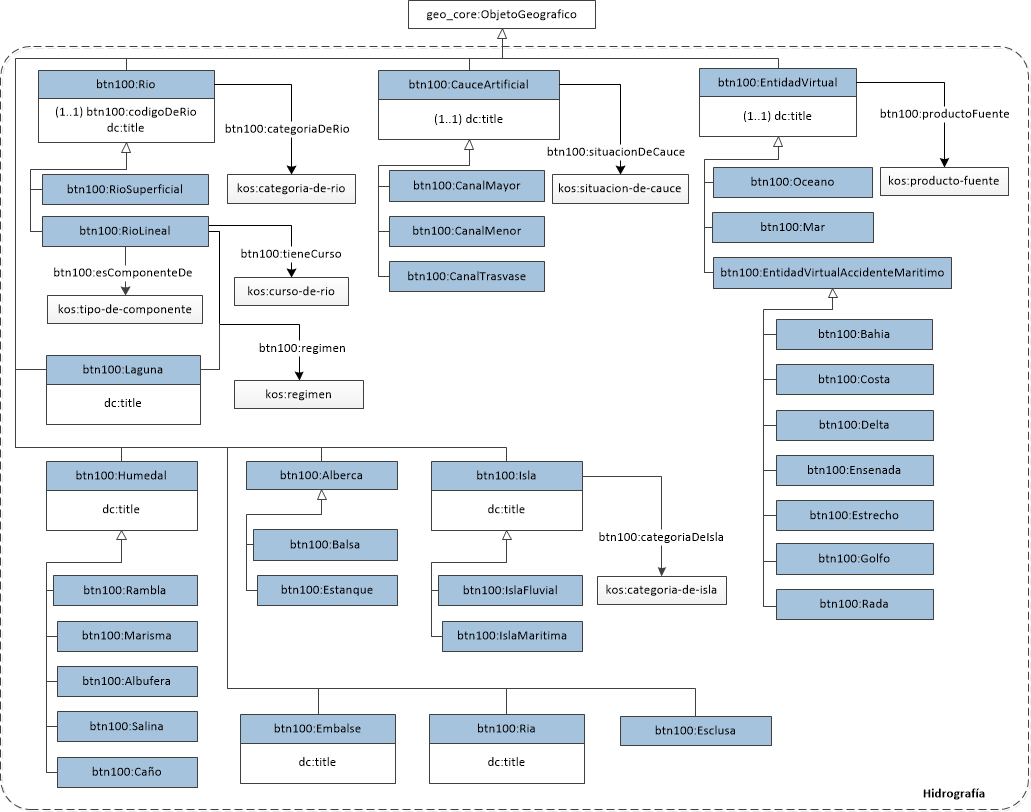 geo_core:ObjetoGeografico
btn100:Rio
(1..1) btn100:codigoDeRio
dc:title
btn100:categoriaDeRio
kos:categoria-de-rio
btn100:RioSuperficial
btn100:RioLineal
btn100:esComponenteDe
kos:tipo-de-componente
btn100:tieneCurso
kos:curso-de-rio
btn100:regimen
kos:regimen
btn100:Laguna
dc:title
btn100:CauceArtificial
(1..1) dc:title
btn100:situacionDeCauce
kos:situacion-de-cauce
btn100:CanalMayor
btn100:CanalMenor
btn100:CanalTrasvase
btn100:EntidadVirtual
(1..1) dc:title
btn100:productoFuente
kos:producto-fuente
btn100:Oceano
btn100:Mar
btn100:EntidadVirtualAccidenteMaritimo
btn100:Bahia
btn100:Costa
btn100:Delta
btn100:Ensenada
btn100:Estrecho
btn100:Golfo
btn100:Rada
btn100:Humedal
dc:title
btn100:Rambla
btn100:Marisma
btn100:Albufera
btn100:Salina
btn100:Caño
btn100:Alberca
btn100:Balsa
btn100:Estanque
btn100:Isla
dc:title
btn100:categoriaDeIsla
kos:categoria-de-isla
btn100:IslaFluvial
btn100:IslaMaritima
btn100:Embalse
dc:title
btn100:Ria
dc:title
btn100:Esclusa
Hidrografía